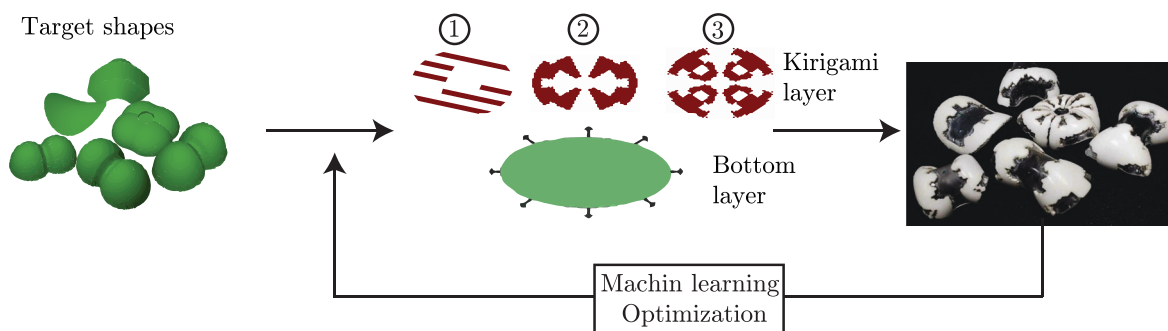 Target shapes
1
2
3
Kirigami
layer
Bottom
layer
Machin learning
Optimization